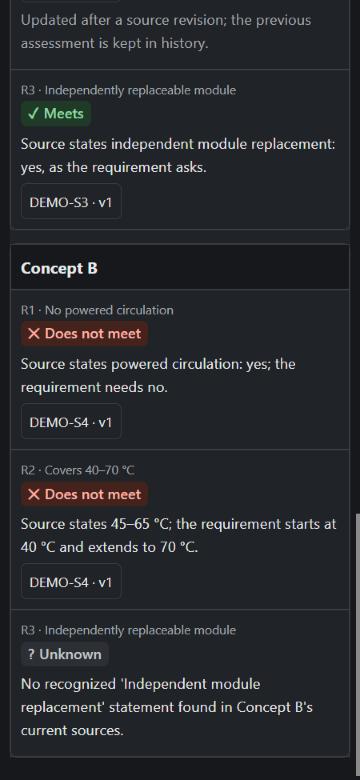 Updated after a source revision; the previous
assessment is kept in history.
R3 · Independently replaceable module
✓ Meets
Source states independent module replacement:
yes, as the requirement asks.
DEMO-S3 · v1
Concept B
R1 · No powered circulation
✕ Does not meet
Source states powered circulation: yes; the
requirement needs no.
DEMO-S4 · v1
R2 · Covers 40–70 °C
✕ Does not meet
Source states 45–65 °C; the requirement starts at
40 °C and extends to 70 °C.
DEMO-S4 · v1
R3 · Independently replaceable module
? Unknown
No recognized 'Independent module
replacement' statement found in Concept B's
current sources.